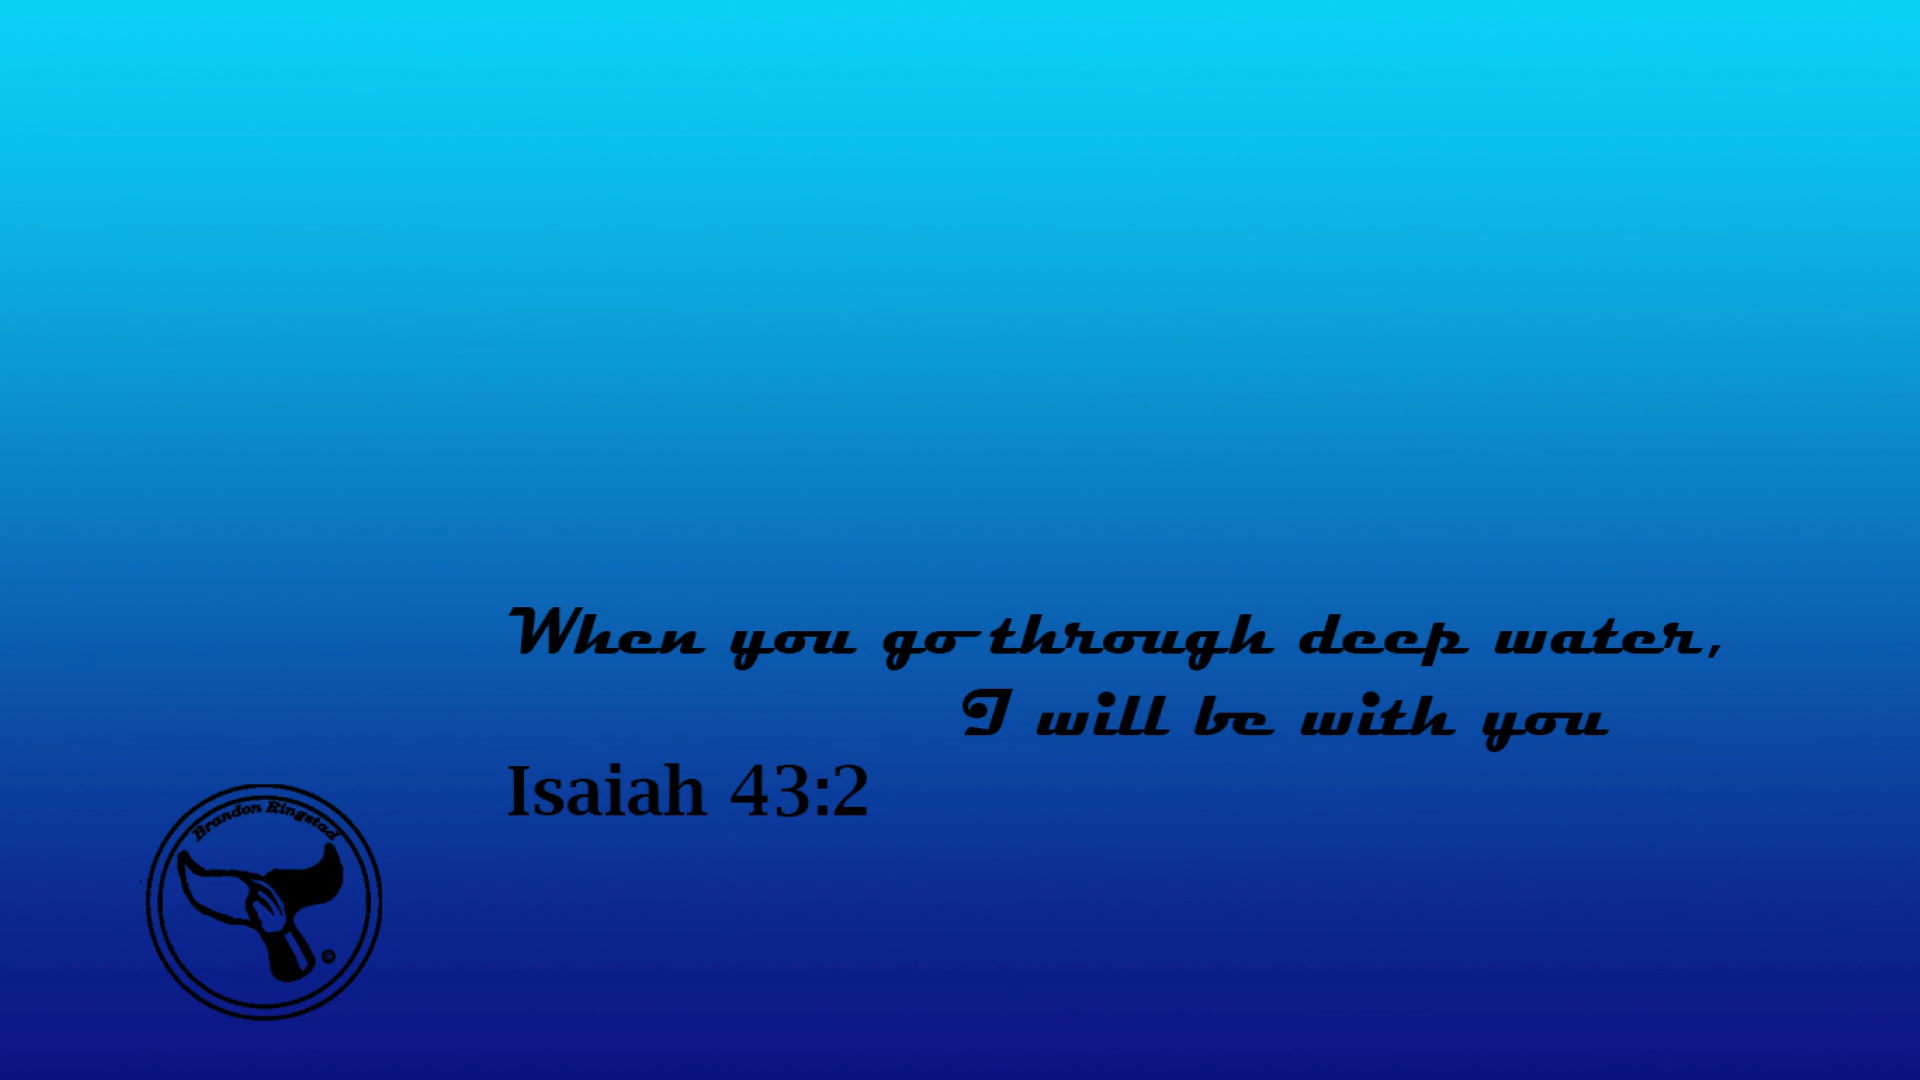 When you go through deep water,
I will be with you
Isaiah 43:2
Brandon Ringstad
©